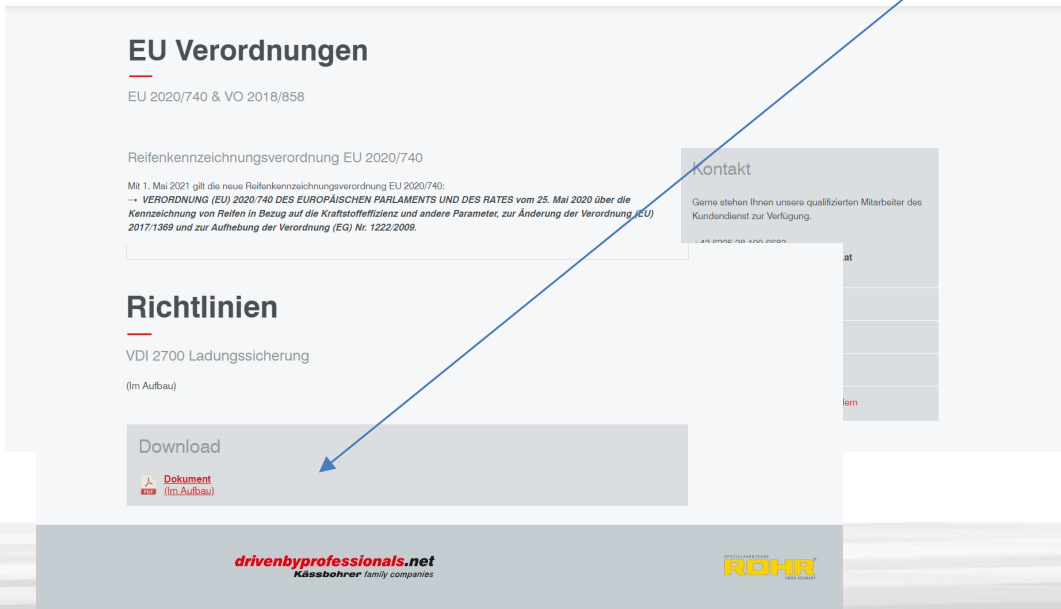 EU Verordnungen
EU 2020/740 & VO 2018/858
Reifenkennzeichnungsverordnung EU 2020/740
Mit 1. Mai 2021 gilt die neue Reifenkennzeichnungsverordnung EU 2020/740:
→ VERORDNUNG (EU) 2020/740 DES EUROPÄISCHEN PARLAMENTS UND DES RATES vom 25. Mai 2020 über die
Kennzeichnung von Reifen in Bezug auf die Kraftstoffeffizienz und andere Parameter, zur Änderung der Verordnung (EU)
2017/1369 und zur Aufhebung der Verordnung (EG) Nr. 1222/2009.
Kontakt
Gerne stehen Ihnen unsere qualifizierten Mitarbeiter des
Kundendienst zur Verfügung.
Richtlinien
VDI 2700 Ladungssicherung
(Im Aufbau)
Download
PDF
Dokument
(Im Aufbau)
drivenbyprofessionals.net
Kässbohrer family companies
SPEZIALFAHRZEUGE
ROHR